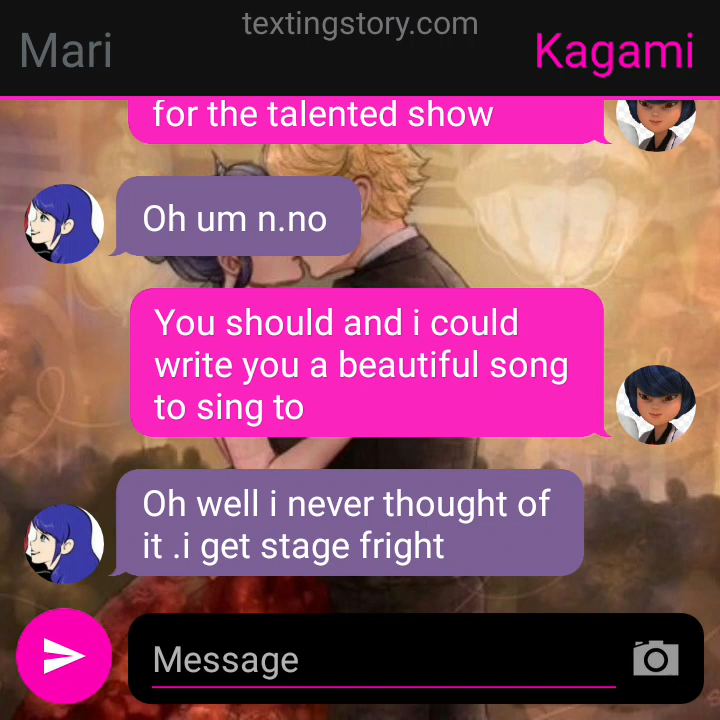 textingstory.com
Mari
Kagami
for the talented show
Oh um n.no
You should and i could
write you a beautiful song
to sing to
Oh well i never thought of
it .i get stage fright
Message